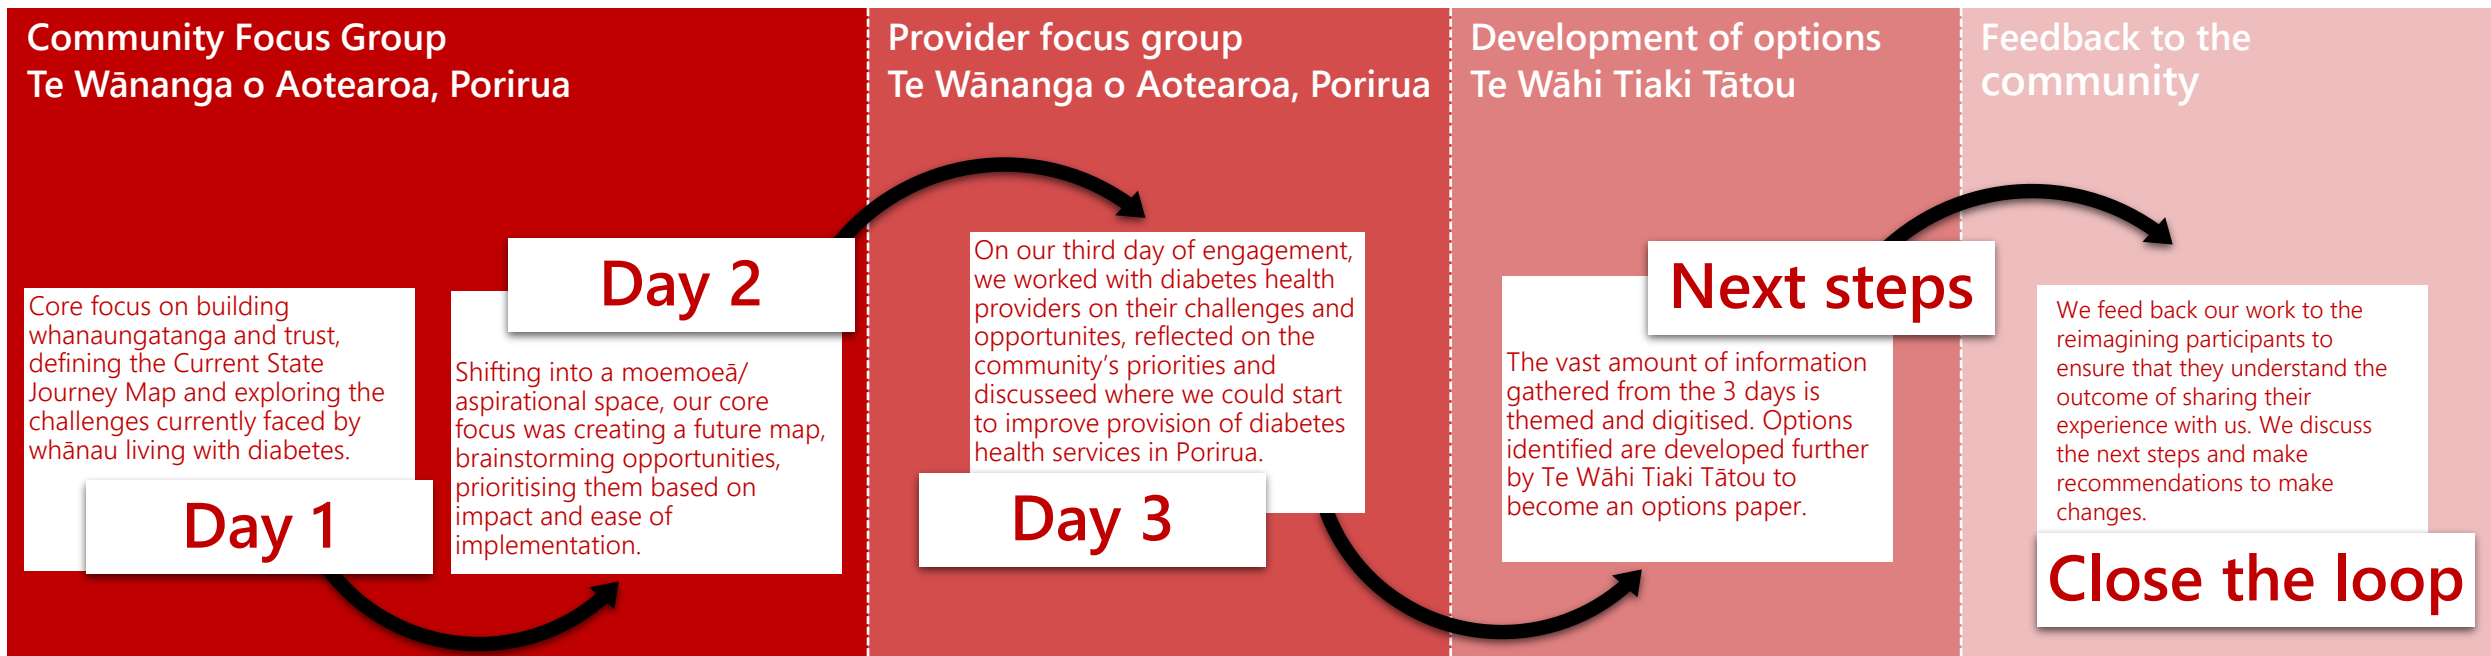 Community Focus Group
Te Wānanga o Aotearoa, Porirua
Core focus on building
whanaungatanga and trust,
defining the Current State
Journey Map and exploring the
challenges currently faced by
whānau living with diabetes.
Day 1
Day 2
Shifting into a moemoeā/
aspirational space, our core
focus was creating a future map,
brainstorming opportunities,
prioritising them based on
impact and ease of
implementation.
Provider focus group
Te Wānanga o Aotearoa, Porirua
On our third day of engagement,
we worked with diabetes health
providers on their challenges and
opportunites, reflected on the
community’s priorities and
discusseed where we could start
to improve provision of diabetes
health services in Porirua.
Day 3
Development of options
Te Wāhi Tiaki Tātou
Next steps
The vast amount of information
gathered from the 3 days is
themed and digitised. Options
identified are developed further
by Te Wāhi Tiaki Tātou to
become an options paper.
Feedback to the
community
We feed back our work to the
reimagining participants to
ensure that they understand the
outcome of sharing their
experience with us. We discuss
the next steps and make
recommendations to make
changes.
Close the loop